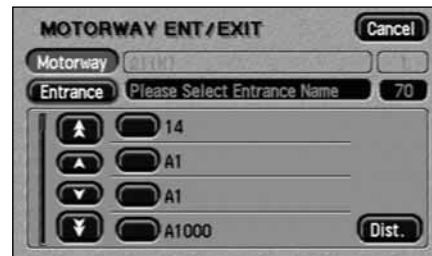 MOTORWAY ENT/EXIT Cancel
Motorway
Entrance Please Select Entrance Name 70
14
A1
A1
A1000 Dist.